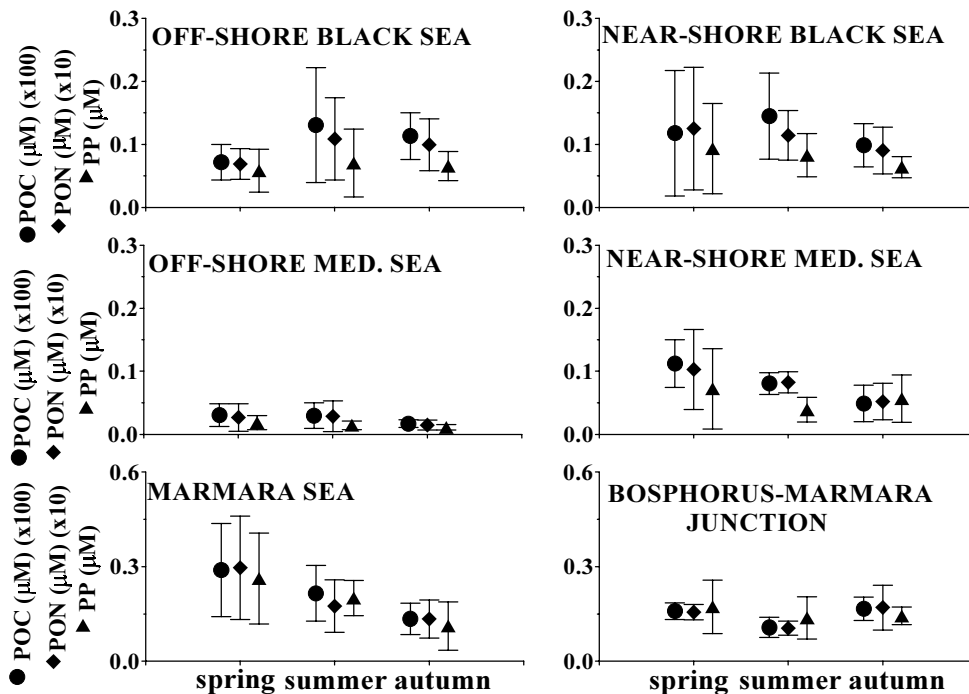 OFF-SHORE BLACK SEA
0.3
0.2
0.1
0.0
POC (μM) (x100)
PON (μM) (x10)
PP (μM)
NEAR-SHORE BLACK SEA
0.3
0.2
0.1
0.0
OFF-SHORE MED. SEA
0.3
0.2
0.1
0.0
POC (μM) (x100)
PON (μM) (x10)
PP (μM)
NEAR-SHORE MED. SEA
0.3
0.2
0.1
0.0
MARMARA SEA
0.6
0.3
0.0
POC (μM) (x100)
PON (μM) (x10)
PP (μM)
spring summer autumn
BOSPHORUS-MARMARA
JUNCTION
0.6
0.3
0.0
spring summer autumn